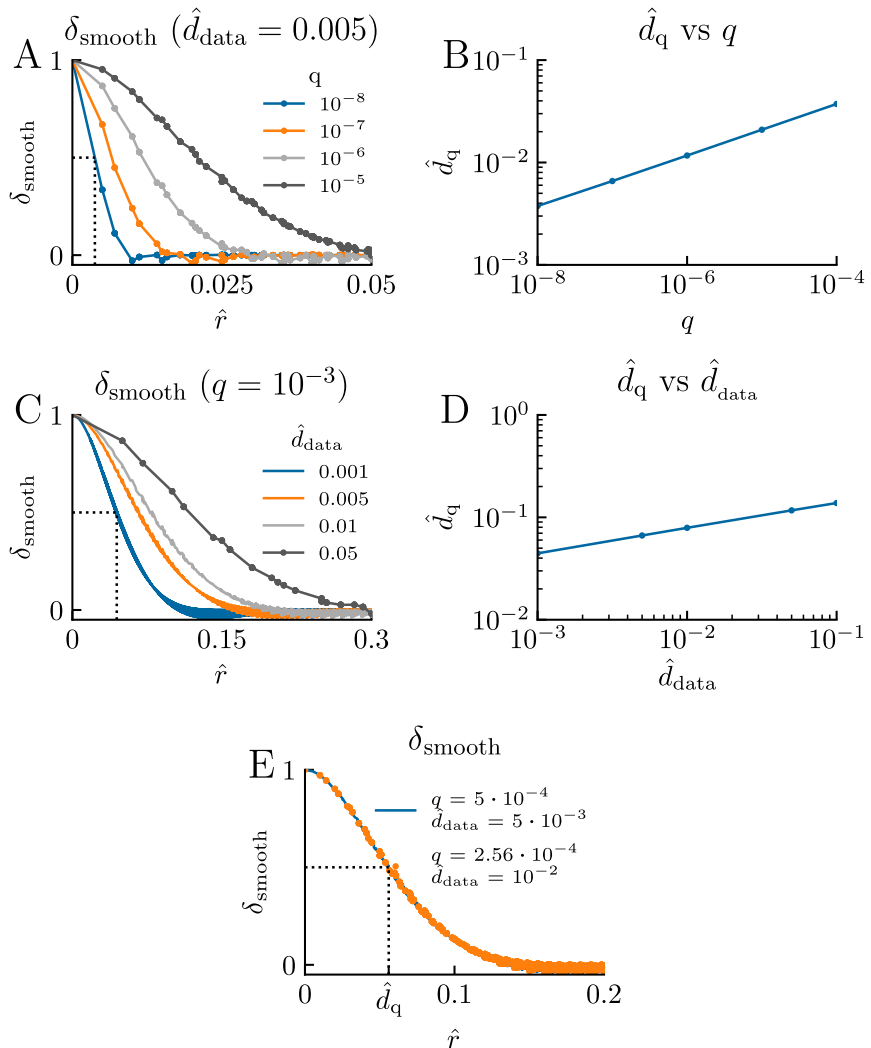 A
δ_smooth (d̂_data = 0.005)
δ_smooth
1
0
q
10⁻⁸
10⁻⁷
10⁻⁶
10⁻⁵
0
0.025
0.05
r̂
B
d̂_q vs q
d̂_q
10⁻¹
10⁻²
10⁻³
10⁻⁸
10⁻⁶
10⁻⁴
q
C
δ_smooth (q = 10⁻³)
δ_smooth
1
0
d̂_data
0.001
0.005
0.01
0.05
0
0.15
0.3
r̂
D
d̂_q vs d̂_data
d̂_q
10⁰
10⁻¹
10⁻²
10⁻³
10⁻²
10⁻¹
d̂_data
E
δ_smooth
δ_smooth
1
0
q = 5 · 10⁻⁴
d̂_data = 5 · 10⁻³
q = 2.56 · 10⁻⁴
d̂_data = 10⁻²
0
d̂_q
0.1
0.2
r̂